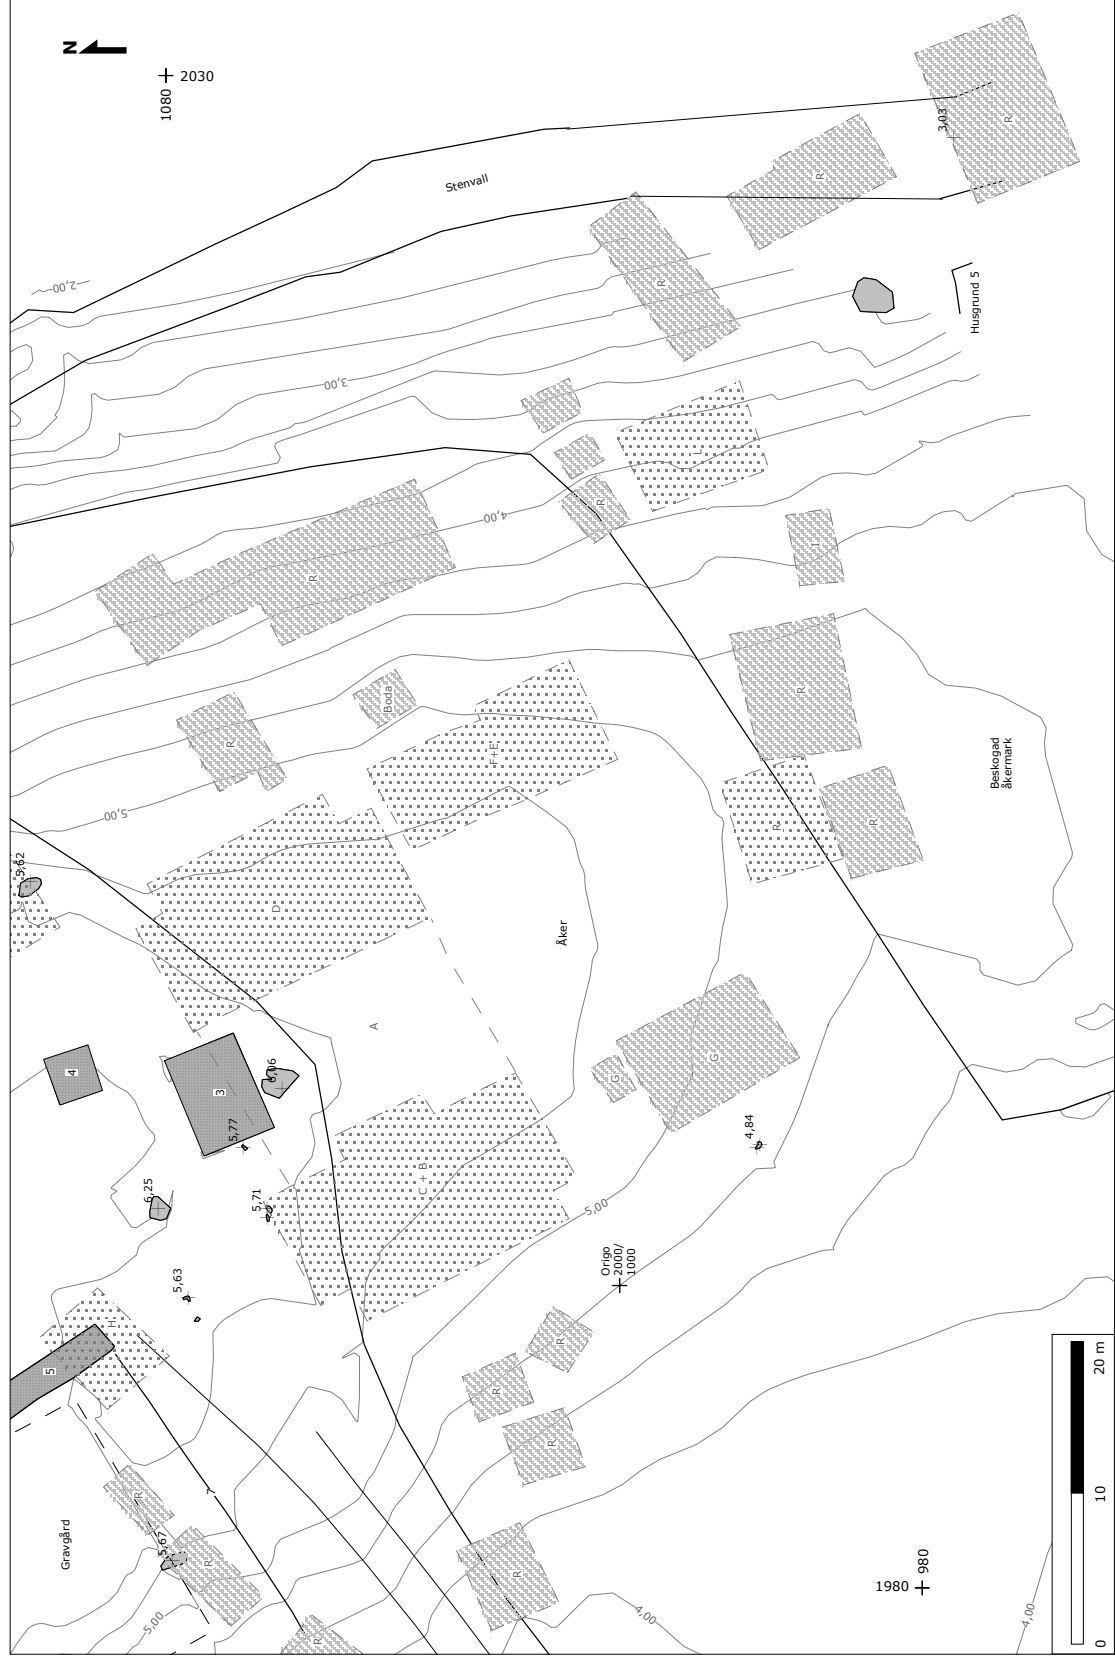 N
1080
2030
Stenvall
3,03
R
R
R
2,00
Husgrund 5
3,00
L
R
4,00
R
I
R
Boda
R
F+E
5,00
R
R
Beskogad
åkermark
5,62
D
Åker
A
4
3
6,06
5,77
G
G
4,84
6,25
5,71
C + B
5,00
Origo
2000/
1000
5,63
H
5
R
R
R
20 m
10
0
Gravgård
R
5,67
R
R
5,00
R
4,00
1980
980
4,00